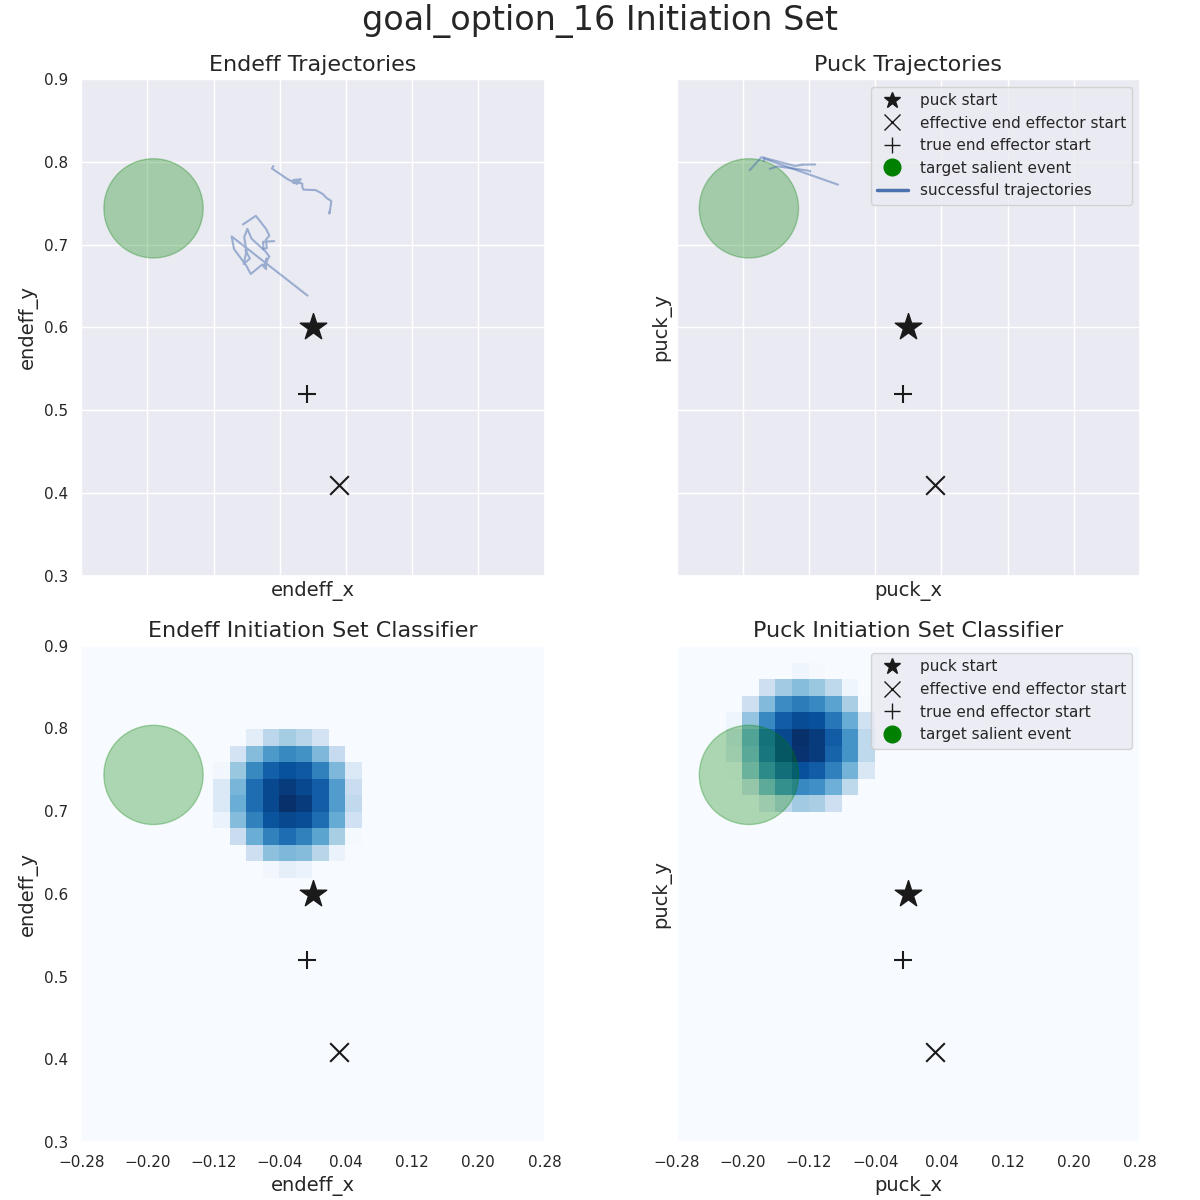 goal_option_16 Initiation Set
Endeff Trajectories
0.9
0.8
0.7
0.6
0.5
0.4
0.3
endeff_y
endeff_x
Puck Trajectories
puck start
effective end effector start
true end effector start
target salient event
successful trajectories
puck_y
puck_x
Endeff Initiation Set Classifier
0.9
0.8
0.7
0.6
0.5
0.4
0.3
endeff_y
−0.28 −0.20 −0.12 −0.04 0.04 0.12 0.20 0.28
endeff_x
Puck Initiation Set Classifier
puck start
effective end effector start
true end effector start
target salient event
puck_y
−0.28 −0.20 −0.12 −0.04 0.04 0.12 0.20 0.28
puck_x